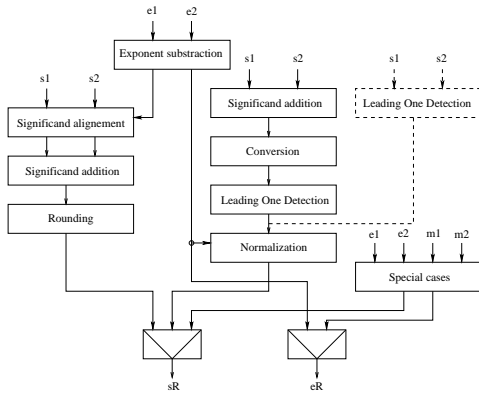 e1 e2
Exponent substraction
s1 s2 s1 s2 s1 s2
Significand alignement Significand addition Leading One Detection
Significand addition Conversion
Rounding Leading One Detection
e1 e2 m1 m2
Normalization
Special cases
sR eR